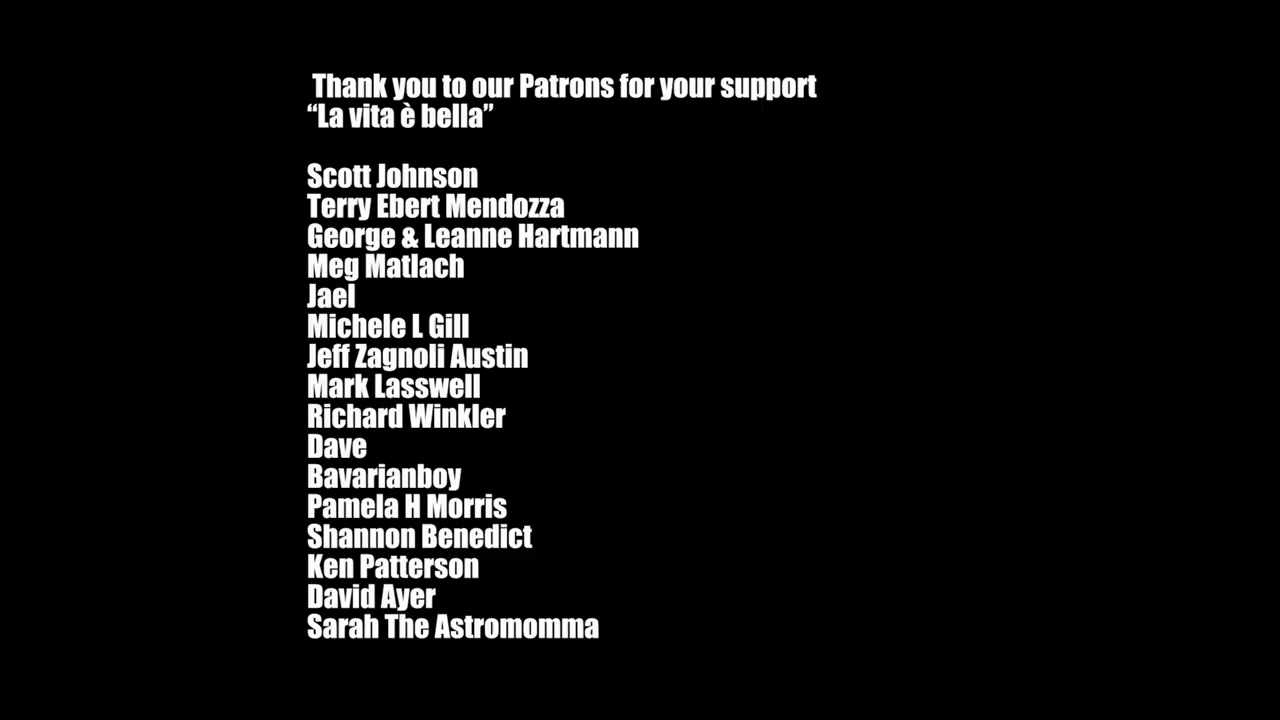 Thank you to our Patrons for your support
“La vita è bella”
Scott Johnson
Terry Ebert Mendozza
George & Leanne Hartmann
Meg Matlach
Jael
Michele L Gill
Jeff Zagnoli Austin
Mark Lasswell
Richard Winkler
Dave
Bavarianboy
Pamela H Morris
Shannon Benedict
Ken Patterson
David Ayer
Sarah The Astromomma